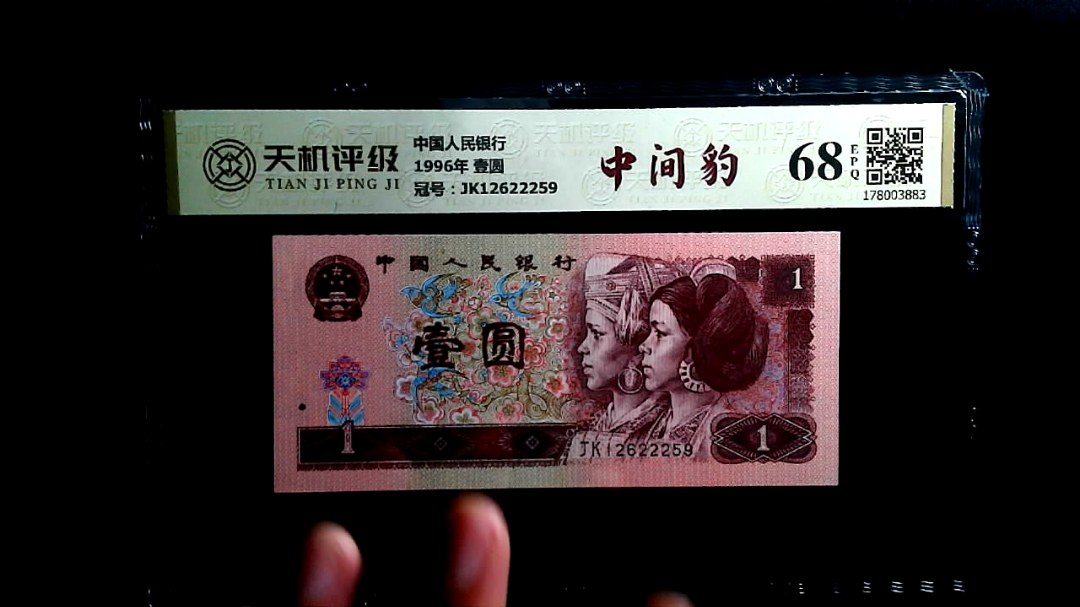 天机评级
TIAN JI PING JI
中国人民银行
1996年 壹圆
冠号：JK12622259
中间豹
68
EPQ
178003883
中国人民银行
壹圆
1
1
JK12622259
1